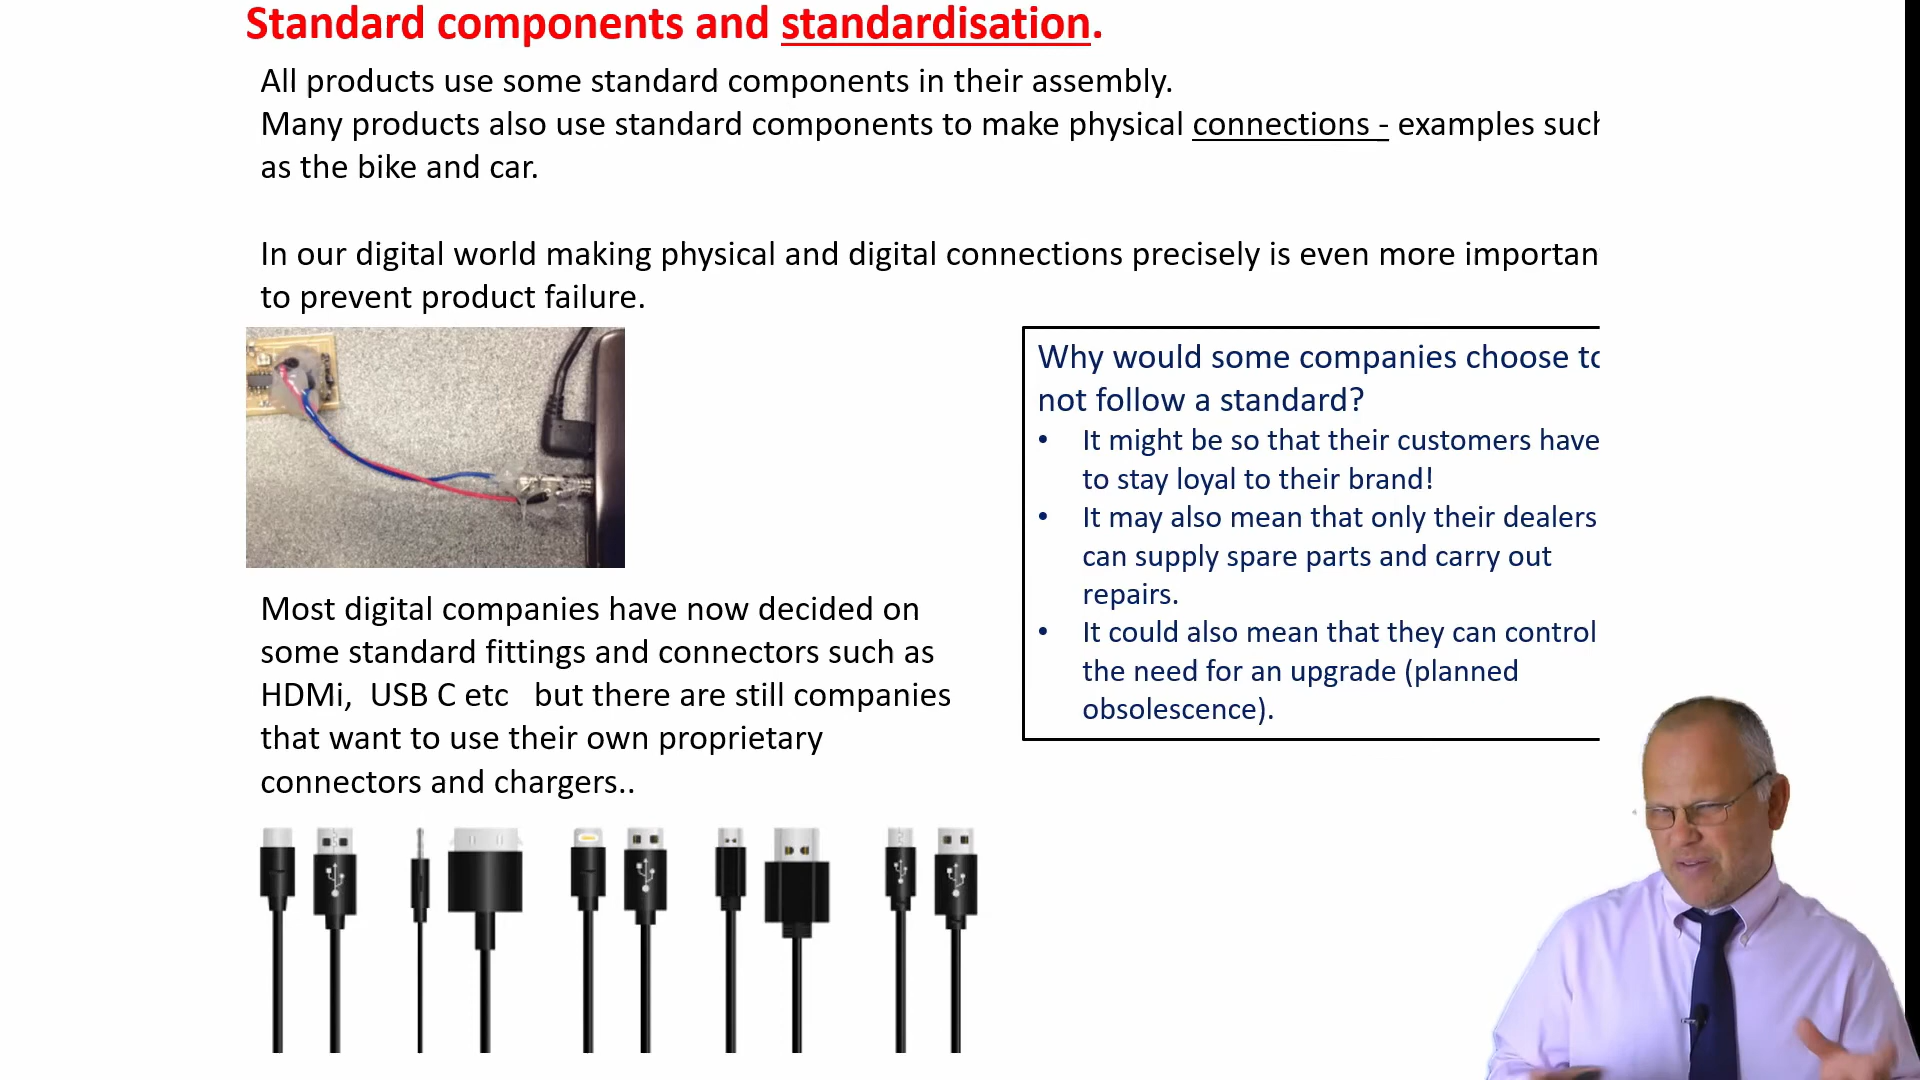 Standard components and standardisation.
All products use some standard components in their assembly.
Many products also use standard components to make physical connections - examples such
as the bike and car.
In our digital world making physical and digital connections precisely is even more importan
to prevent product failure.
Why would some companies choose to
not follow a standard?
• It might be so that their customers have
to stay loyal to their brand!
• It may also mean that only their dealers
can supply spare parts and carry out
repairs.
• It could also mean that they can control
the need for an upgrade (planned
obsolescence).
Most digital companies have now decided on
some standard fittings and connectors such as
HDMi, USB C etc but there are still companies
that want to use their own proprietary
connectors and chargers..